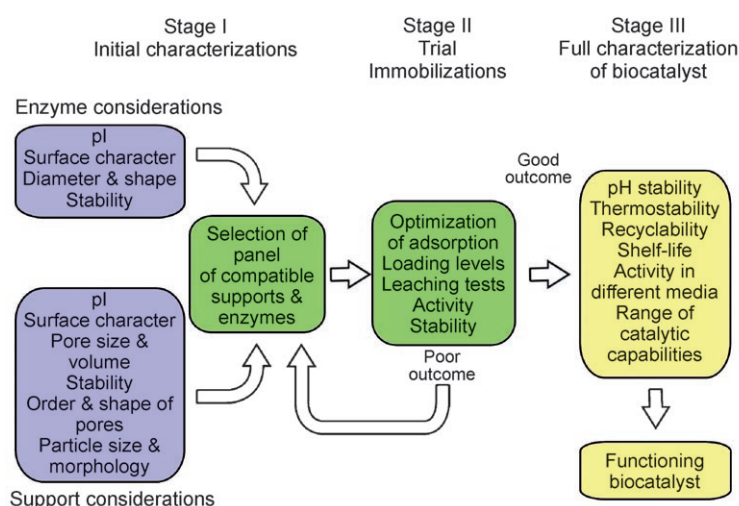 Stage I
Initial characterizations
Stage II
Trial
Immobilizations
Stage III
Full characterization
of biocatalyst
Enzyme considerations
pI
Surface character
Diameter & shape
Stability
pI
Surface character
Pore size &
volume
Stability
Order & shape of
pores
Particle size &
morphology
Support considerations
Selection of
panel
of compatible
supports &
enzymes
Optimization
of adsorption
Loading levels
Leaching tests
Activity
Stability
Poor
outcome
Good
outcome
pH stability
Thermostability
Recyclability
Shelf-life
Activity in
different media
Range of
catalytic
capabilities
Functioning
biocatalyst